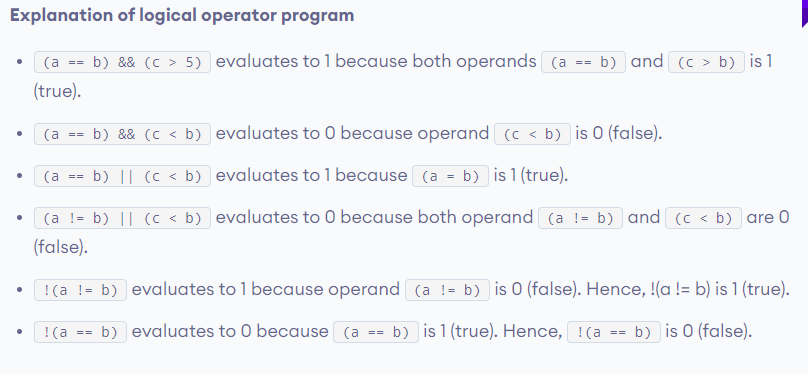 Explanation of logical operator program
• (a == b) && (c > 5) evaluates to 1 because both operands (a == b) and (c > b) is 1
(true).
• (a == b) && (c < b) evaluates to 0 because operand (c < b) is 0 (false).
• (a == b) || (c < b) evaluates to 1 because (a = b) is 1 (true).
• (a != b) || (c < b) evaluates to 0 because both operand (a != b) and (c < b) are 0
(false).
• !(a != b) evaluates to 1 because operand (a != b) is 0 (false). Hence, !(a != b) is 1 (true).
• !(a == b) evaluates to 0 because (a == b) is 1 (true). Hence, !(a == b) is 0 (false).